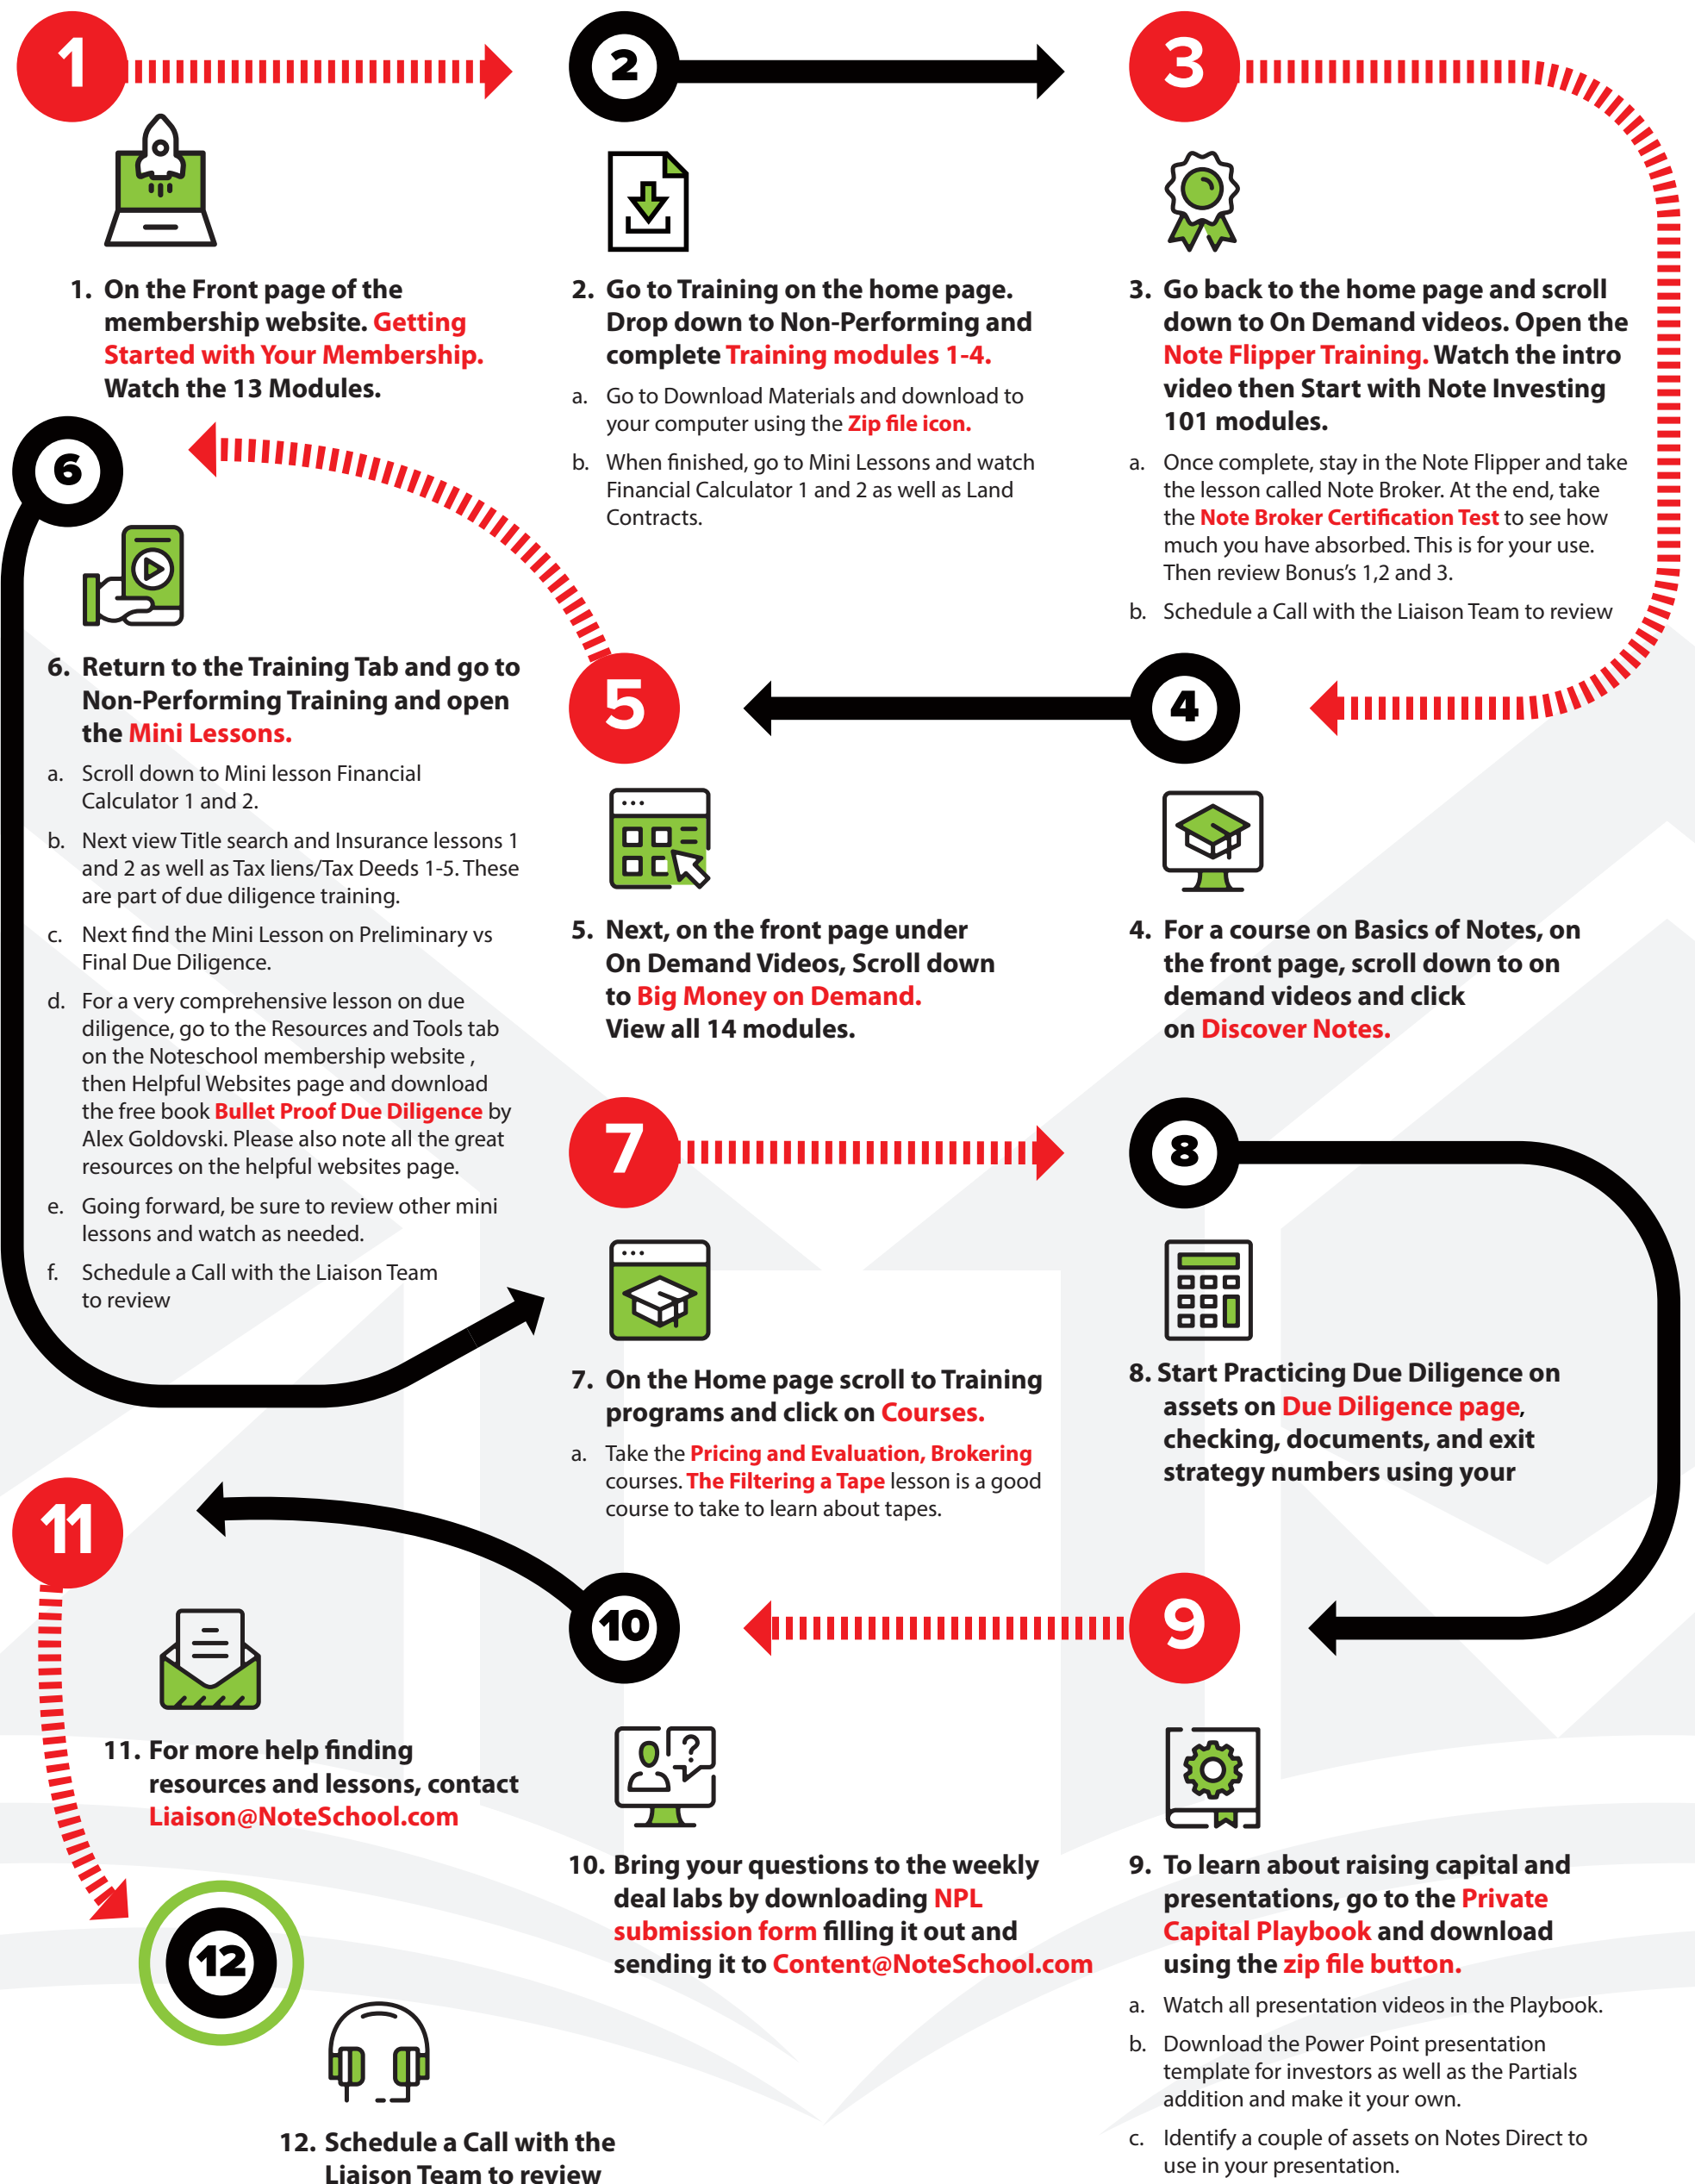 1
2
3
1. On the Front page of the
membership website. Getting
Started with Your Membership.
Watch the 13 Modules.
2. Go to Training on the home page.
Drop down to Non-Performing and
complete Training modules 1-4.
a. Go to Download Materials and download to
your computer using the Zip file icon.
b. When finished, go to Mini Lessons and watch
Financial Calculator 1 and 2 as well as Land
Contracts.
3. Go back to the home page and scroll
down to On Demand videos. Open the
Note Flipper Training. Watch the intro
video then Start with Note Investing
101 modules.
a. Once complete, stay in the Note Flipper and take
the lesson called Note Broker. At the end, take
the Note Broker Certification Test to see how
much you have absorbed. This is for your use.
Then review Bonus's 1,2 and 3.
b. Schedule a Call with the Liaison Team to review
4
4. For a course on Basics of Notes, on
the front page, scroll down to on
demand videos and click
on Discover Notes.
5
5. Next, on the front page under
On Demand Videos, Scroll down
to Big Money on Demand.
View all 14 modules.
6
6. Return to the Training Tab and go to
Non-Performing Training and open
the Mini Lessons.
a. Scroll down to Mini lesson Financial
Calculator 1 and 2.
b. Next view Title search and Insurance lessons 1
and 2 as well as Tax liens/Tax Deeds 1-5. These
are part of due diligence training.
c. Next find the Mini Lesson on Preliminary vs
Final Due Diligence.
d. For a very comprehensive lesson on due
diligence, go to the Resources and Tools tab
on the Noteschool membership website ,
then Helpful Websites page and download
the free book Bullet Proof Due Diligence by
Alex Goldovski. Please also note all the great
resources on the helpful websites page.
e. Going forward, be sure to review other mini
lessons and watch as needed.
f. Schedule a Call with the Liaison Team
to review
7
7. On the Home page scroll to Training
programs and click on Courses.
a. Take the Pricing and Evaluation, Brokering
courses. The Filtering a Tape lesson is a good
course to take to learn about tapes.
8
8. Start Practicing Due Diligence on
assets on Due Diligence page,
checking, documents, and exit
strategy numbers using your
9
9. To learn about raising capital and
presentations, go to the Private
Capital Playbook and download
using the zip file button.
a. Watch all presentation videos in the Playbook.
b. Download the Power Point presentation
template for investors as well as the Partials
addition and make it your own.
c. Identify a couple of assets on Notes Direct to
use in your presentation.
10
?
10. Bring your questions to the weekly
deal labs by downloading NPL
submission form filling it out and
sending it to Content@NoteSchool.com
11
11. For more help finding
resources and lessons, contact
Liaison@NoteSchool.com
12
12. Schedule a Call with the
Liaison Team to review